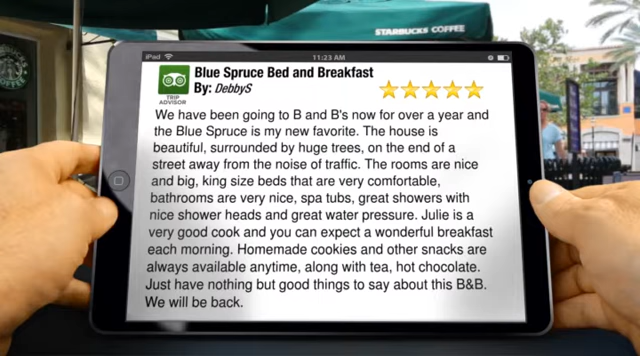 STARBUCKS COFFEE
iPad
11:23 AM
Blue Spruce Bed and Breakfast
By: DebbyS
TRIP
ADVISOR
We have been going to B and B's now for over a year and
the Blue Spruce is my new favorite. The house is
beautiful, surrounded by huge trees, on the end of a
street away from the noise of traffic. The rooms are nice
and big, king size beds that are very comfortable,
bathrooms are very nice, spa tubs, great showers with
nice shower heads and great water pressure. Julie is a
very good cook and you can expect a wonderful breakfast
each morning. Homemade cookies and other snacks are
always available anytime, along with tea, hot chocolate.
Just have nothing but good things to say about this B&B.
We will be back.